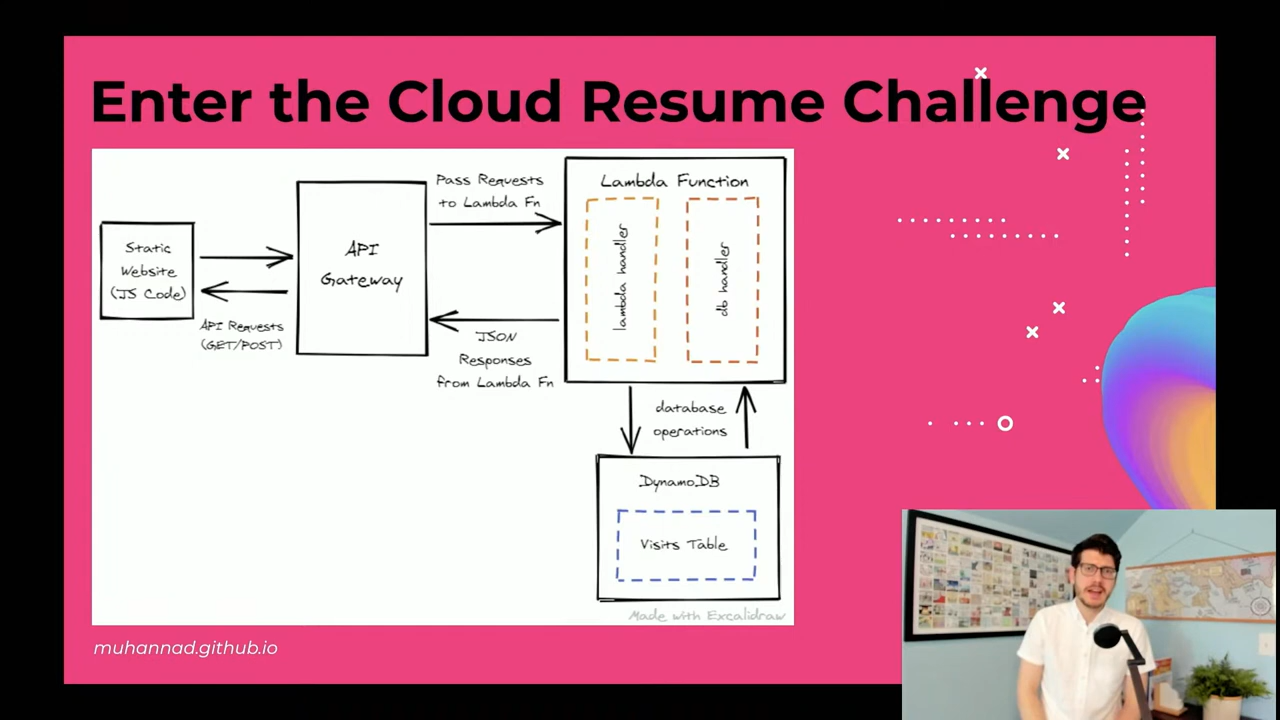 Enter the Cloud Resume Challenge
Static
Website
(JS Code)
API Requests
(GET/POST)
API
Gateway
Pass Requests
to Lambda Fn
JSON
Responses
from Lambda Fn
Lambda Function
lambda handler
db handler
database
operations
DynamoDB
Visits Table
Made with Excalidraw
muhannad.github.io